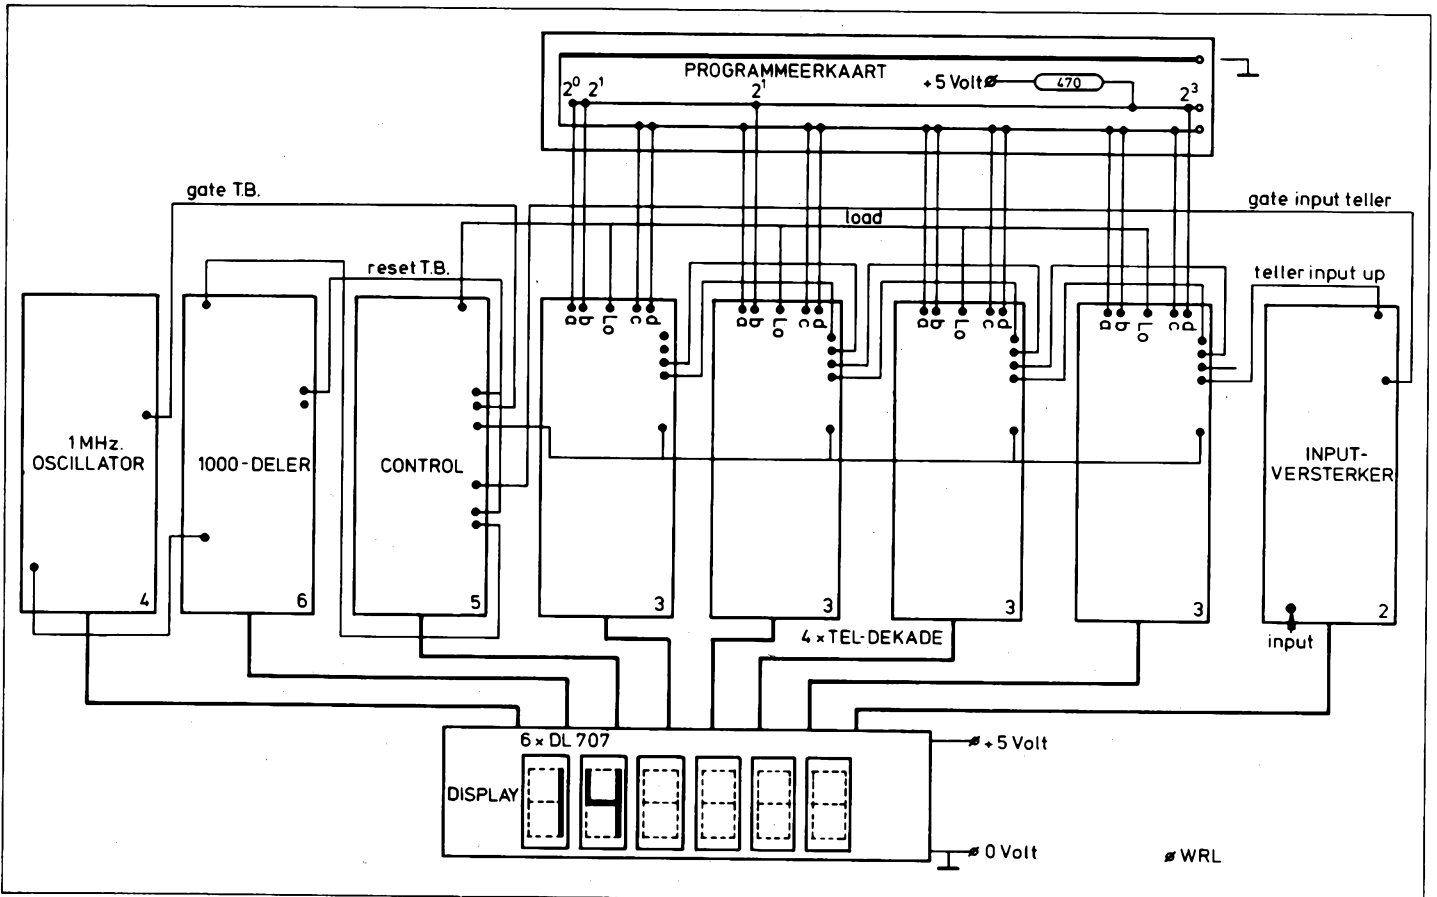 PROGRAMMEERKAART
+5 Volt
470
2⁰ 2¹
2¹
2³
gate T.B.
load
gate input teller
reset T.B.
teller input up
a b Lo c d
a b Lo c d
a b Lo c d
a b Lo c d
1 MHz.
OSCILLATOR
4
1000-DELER
6
CONTROL
5
3
3
3
3
INPUT-
VERSTERKER
2
input
4 x TEL-DEKADE
6 x DL 707
DISPLAY
+5 Volt
0 Volt
ø WRL